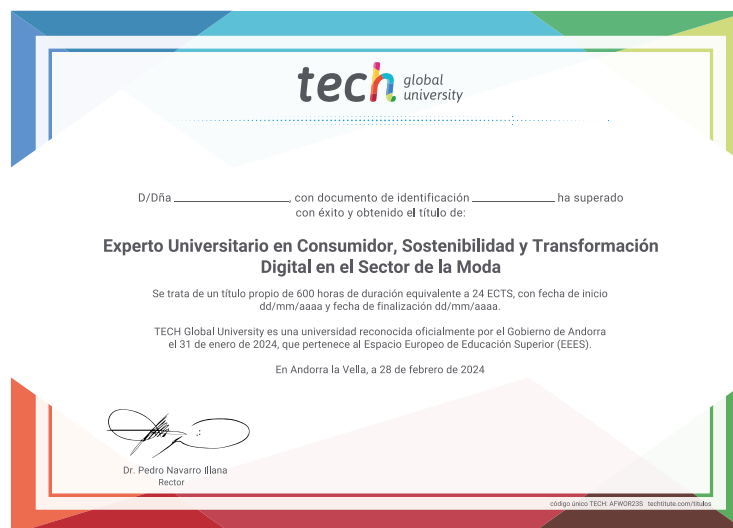 tech global university
D/Dña ______________________, con documento de identificación ________________ ha superado
con éxito y obtenido el título de:
Experto Universitario en Consumidor, Sostenibilidad y Transformación
Digital en el Sector de la Moda
Se trata de un título propio de 600 horas de duración equivalente a 24 ECTS, con fecha de inicio
dd/mm/aaaa y fecha de finalización dd/mm/aaaa.
TECH Global University es una universidad reconocida oficialmente por el Gobierno de Andorra
el 31 de enero de 2024, que pertenece al Espacio Europeo de Educación Superior (EEES).
En Andorra la Vella, a 28 de febrero de 2024
Dr. Pedro Navarro Illana
Rector
código único TECH: AFWOR23S techtitute.com/titulos